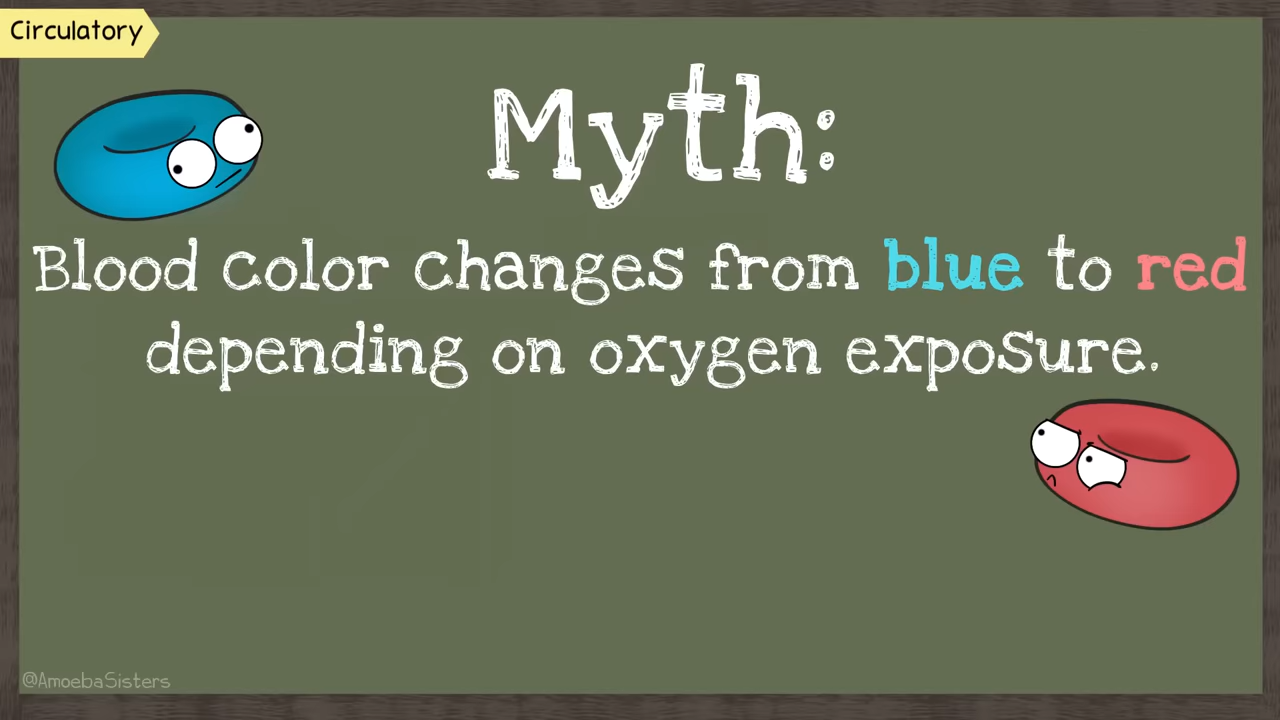 Circulatory
Myth:
Blood color changes from blue to red
depending on oxygen exposure.
@AmoebaSisters